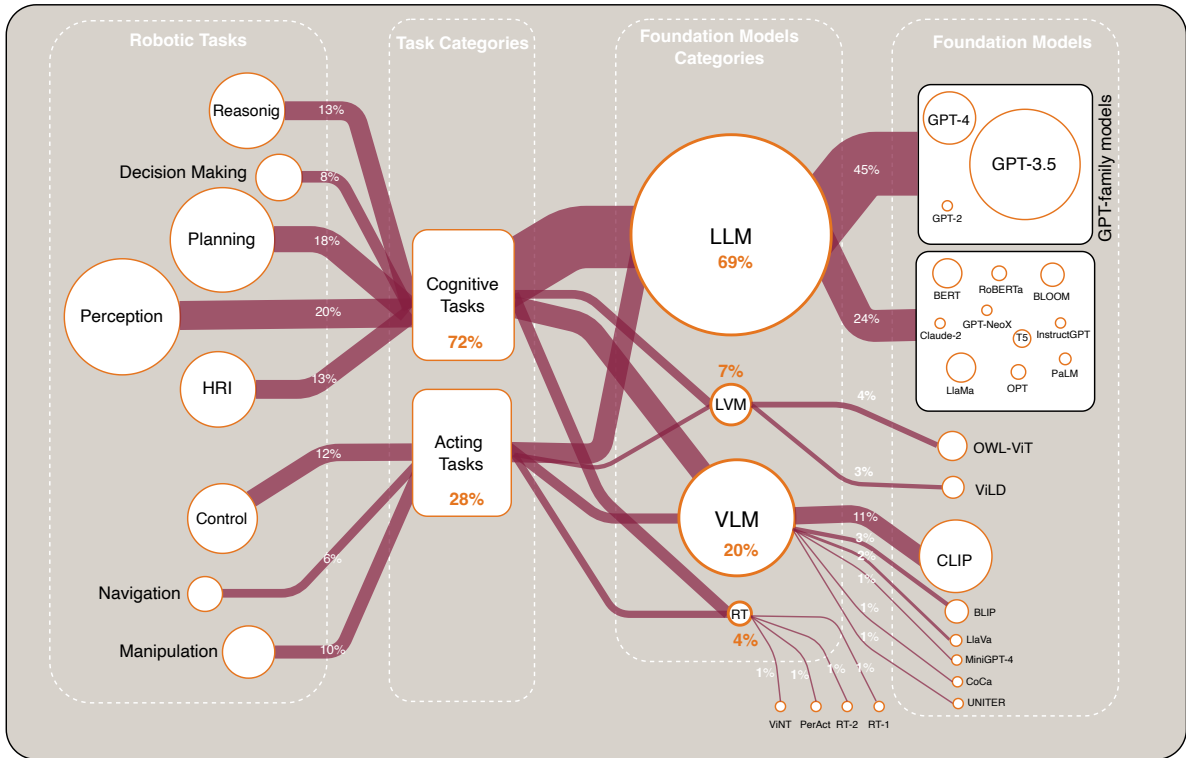 Robotic Tasks
Task Categories
Foundation Models
Categories
Foundation Models
Reasonig
13%
Decision Making
8%
Planning
18%
Perception
20%
HRI
13%
Control
12%
Navigation
6%
Manipulation
10%
Cognitive
Tasks
72%
Acting
Tasks
28%
LLM
69%
7%
LVM
VLM
20%
RT
4%
45%
24%
4%
3%
11%
3%
2%
1%
1%
1%
1%
1%
1%
1%
GPT-4
GPT-3.5
GPT-2
GPT-family models
BERT
RoBERTa
BLOOM
Claude-2
GPT-NeoX
T5
InstructGPT
LlaMa
OPT
PaLM
OWL-ViT
ViLD
CLIP
BLIP
LlaVa
MiniGPT-4
CoCa
UNITER
ViNT
PerAct
RT-2
RT-1